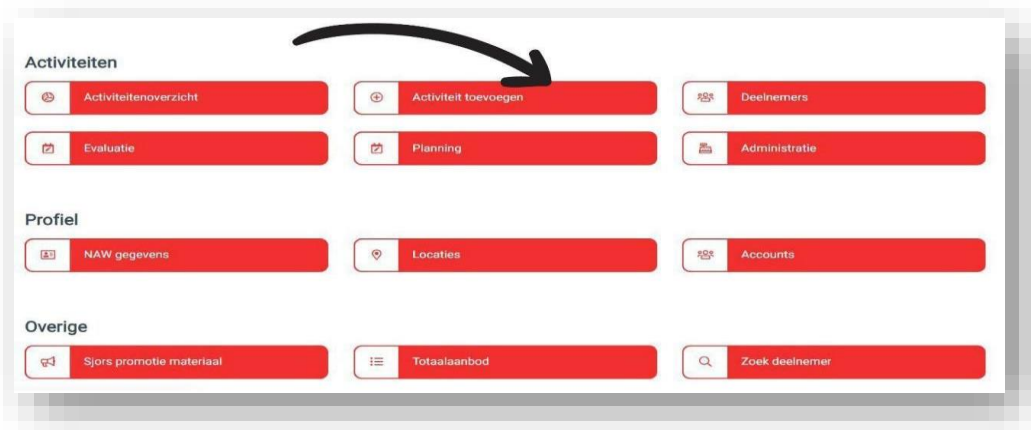 Activiteiten
Activiteitenoverzicht
Activiteit toevoegen
Deelnemers
Evaluatie
Planning
Administratie
Profiel
NAW gegevens
Locaties
Accounts
Overige
Sjors promotie materiaal
Totaalaanbod
Zoek deelnemer